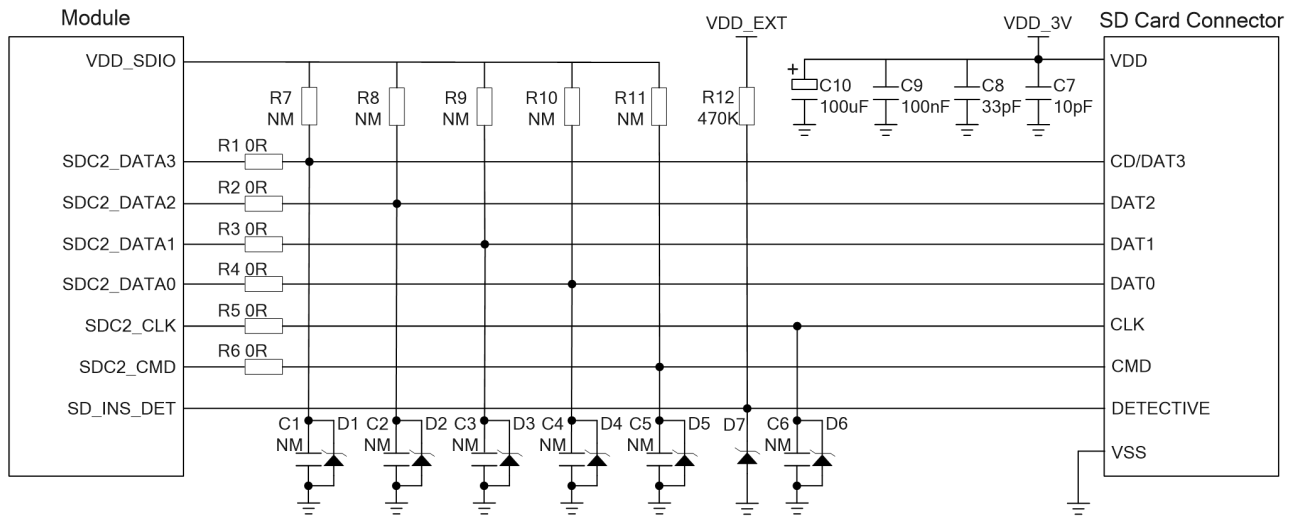 Module
VDD_EXT
VDD_3V
SD Card Connector
VDD_SDIO
VDD
R7
NM
R8
NM
R9
NM
R10
NM
R11
NM
R12
470K
+
C10
100uF
C9
100nF
C8
33pF
C7
10pF
SDC2_DATA3
R1 0R
CD/DAT3
SDC2_DATA2
R2 0R
DAT2
SDC2_DATA1
R3 0R
DAT1
SDC2_DATA0
R4 0R
DAT0
SDC2_CLK
R5 0R
CLK
SDC2_CMD
R6 0R
CMD
SD_INS_DET
DETECTIVE
C1
NM
D1
C2
NM
D2
C3
NM
D3
C4
NM
D4
C5
NM
D5
D7
C6
NM
D6
VSS